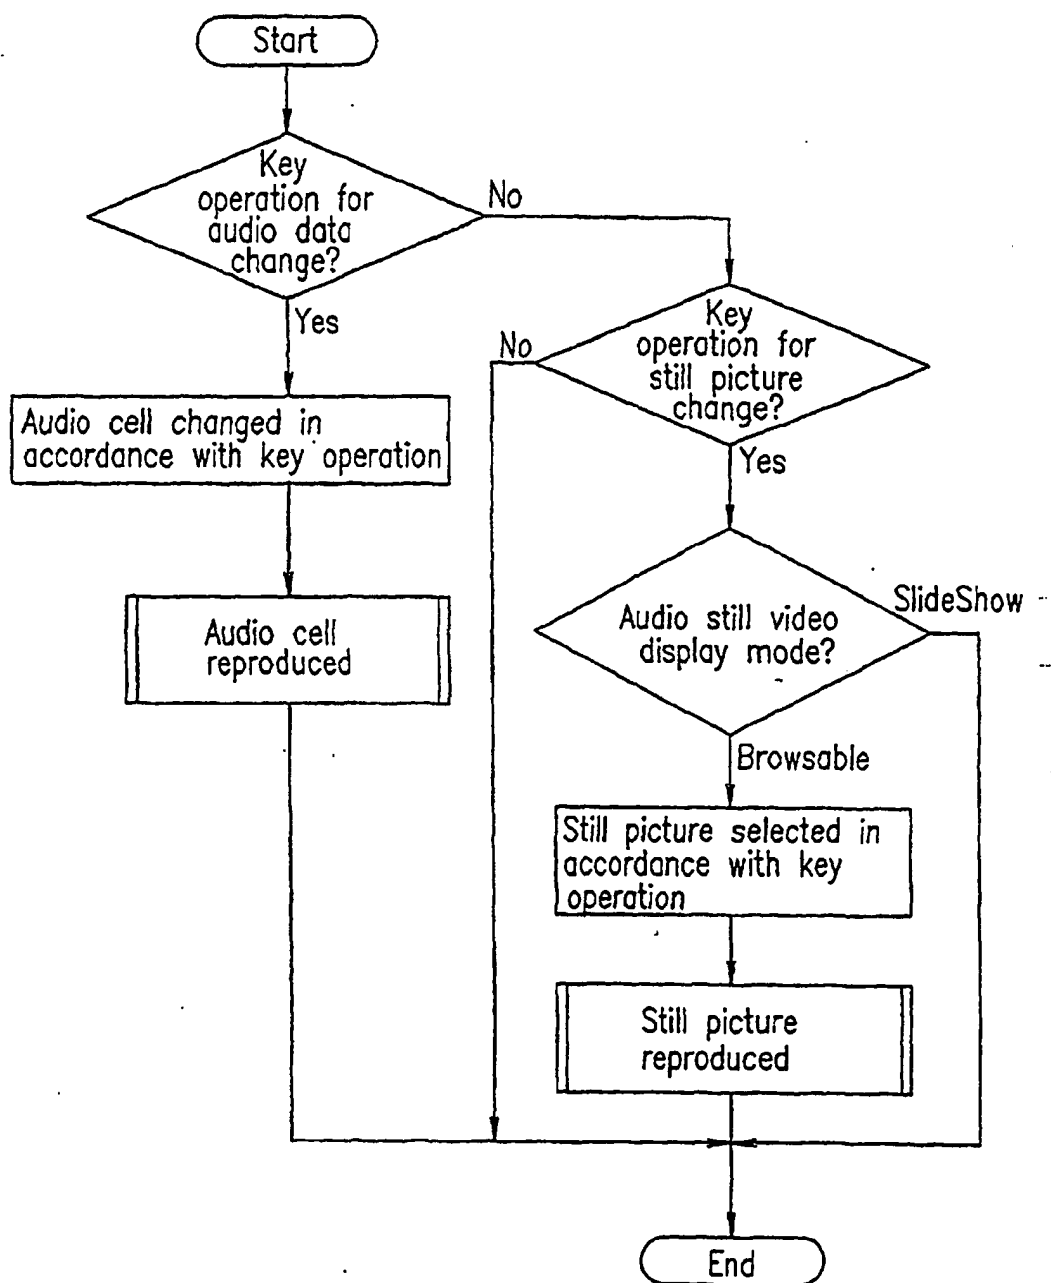 Start
Key
operation for
audio data
change?
No
Yes
Audio cell changed in
accordance with key operation
Audio cell
reproduced
Key
operation for
still picture
change?
No
Yes
Audio still video
display mode?
SlideShow
Browsable
Still picture selected in
accordance with key
operation
Still picture
reproduced
End